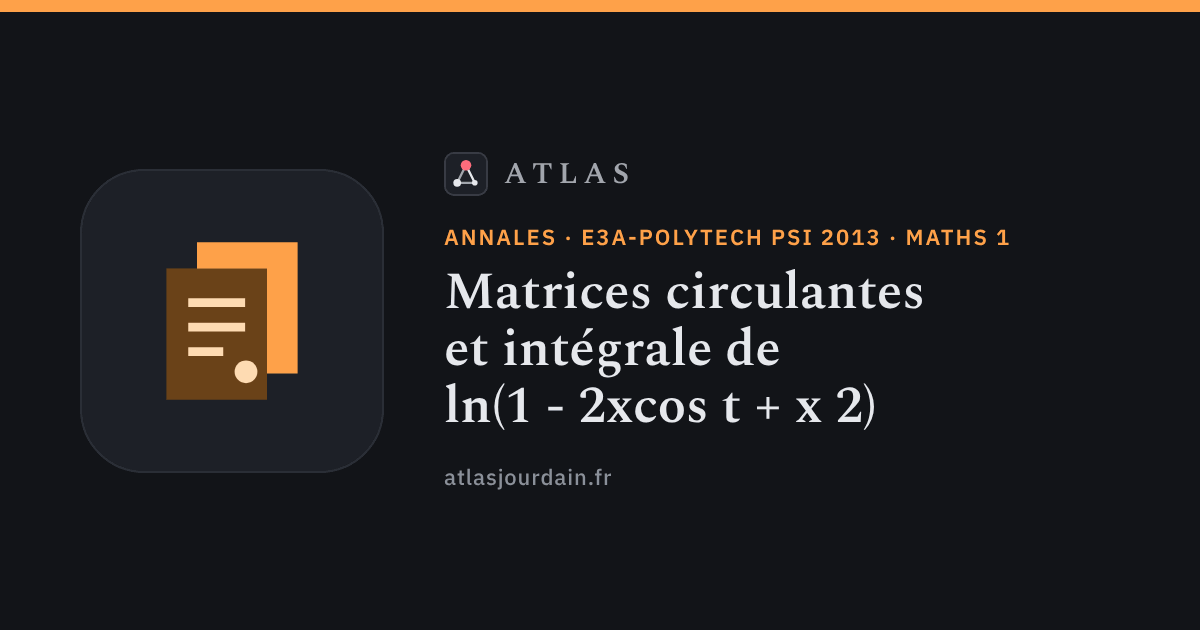 ATLAS
ANNALES · E3A-POLYTECH PSI 2013 · MATHS 1
Matrices circulantes
et intégrale de
ln(1 - 2xcos t + x 2)
atlasjourdain.fr